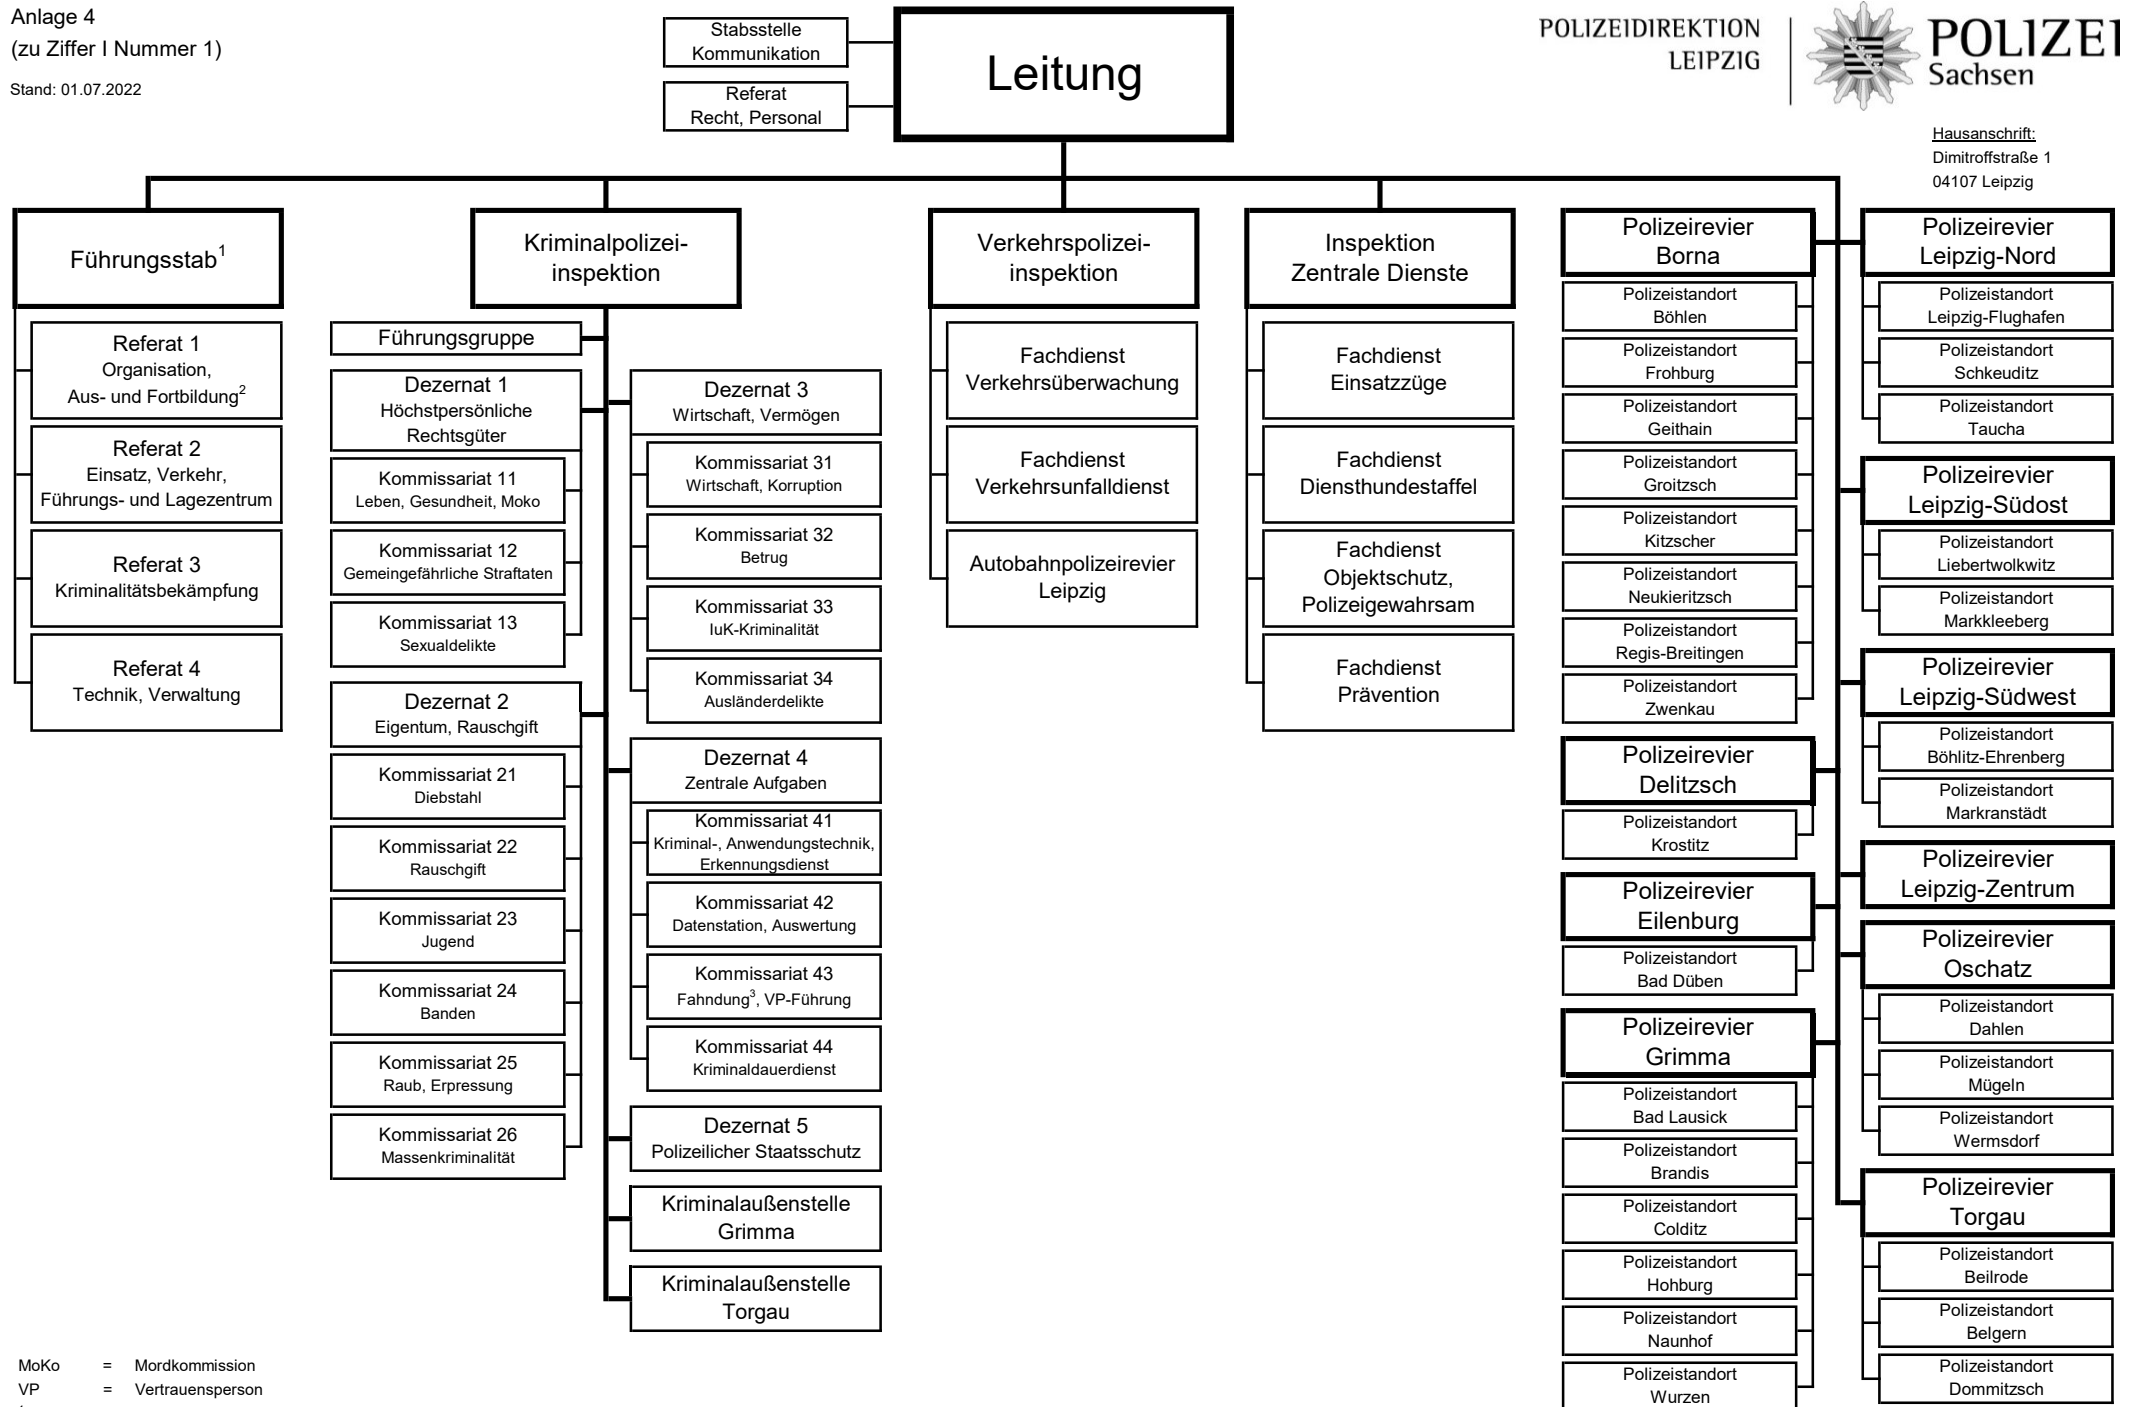 Anlage 4
(zu Ziffer I Nummer 1)
Stand: 01.07.2022
Stabsstelle
Kommunikation
Referat
Recht, Personal
Leitung
POLIZEIDIREKTION
LEIPZIG
POLIZEI
Sachsen
Hausanschrift:
Dimitroffstraße 1
04107 Leipzig
Führungsstab1
Referat 1
Organisation,
Aus- und Fortbildung2
Referat 2
Einsatz, Verkehr,
Führungs- und Lagezentrum
Referat 3
Kriminalitätsbekämpfung
Referat 4
Technik, Verwaltung
Kriminalpolizei-
inspektion
Führungsgruppe
Dezernat 1
Höchstpersönliche
Rechtsgüter
Kommissariat 11
Leben, Gesundheit, Moko
Kommissariat 12
Gemeingefährliche Straftaten
Kommissariat 13
Sexualdelikte
Dezernat 2
Eigentum, Rauschgift
Kommissariat 21
Diebstahl
Kommissariat 22
Rauschgift
Kommissariat 23
Jugend
Kommissariat 24
Banden
Kommissariat 25
Raub, Erpressung
Kommissariat 26
Massenkriminalität
Dezernat 3
Wirtschaft, Vermögen
Kommissariat 31
Wirtschaft, Korruption
Kommissariat 32
Betrug
Kommissariat 33
IuK-Kriminalität
Kommissariat 34
Ausländerdelikte
Dezernat 4
Zentrale Aufgaben
Kommissariat 41
Kriminal-, Anwendungstechnik,
Erkennungsdienst
Kommissariat 42
Datenstation, Auswertung
Kommissariat 43
Fahndung3, VP-Führung
Kommissariat 44
Kriminaldauerdienst
Dezernat 5
Polizeilicher Staatsschutz
Kriminalaußenstelle
Grimma
Kriminalaußenstelle
Torgau
Verkehrspolizei-
inspektion
Fachdienst
Verkehrsüberwachung
Fachdienst
Verkehrsunfalldienst
Autobahnpolizeirevier
Leipzig
Inspektion
Zentrale Dienste
Fachdienst
Einsatzzüge
Fachdienst
Diensthundestaffel
Fachdienst
Objektschutz,
Polizeigewahrsam
Fachdienst
Prävention
Polizeirevier
Borna
Polizeistandort
Böhlen
Polizeistandort
Frohburg
Polizeistandort
Geithain
Polizeistandort
Groitzsch
Polizeistandort
Kitzscher
Polizeistandort
Neukieritzsch
Polizeistandort
Regis-Breitingen
Polizeistandort
Zwenkau
Polizeirevier
Delitzsch
Polizeistandort
Krostitz
Polizeirevier
Eilenburg
Polizeistandort
Bad Düben
Polizeirevier
Grimma
Polizeistandort
Bad Lausick
Polizeistandort
Brandis
Polizeistandort
Colditz
Polizeistandort
Hohburg
Polizeistandort
Naunhof
Polizeistandort
Wurzen
Polizeirevier
Leipzig-Nord
Polizeistandort
Leipzig-Flughafen
Polizeistandort
Schkeuditz
Polizeistandort
Taucha
Polizeirevier
Leipzig-Südost
Polizeistandort
Liebertwolkwitz
Polizeistandort
Markkleeberg
Polizeirevier
Leipzig-Südwest
Polizeistandort
Böhlitz-Ehrenberg
Polizeistandort
Markranstädt
Polizeirevier
Leipzig-Zentrum
Polizeirevier
Oschatz
Polizeistandort
Dahlen
Polizeistandort
Mügeln
Polizeistandort
Wermsdorf
Polizeirevier
Torgau
Polizeistandort
Beilrode
Polizeistandort
Belgern
Polizeistandort
Dommitzsch
MoKo = Mordkommission
VP = Vertrauensperson